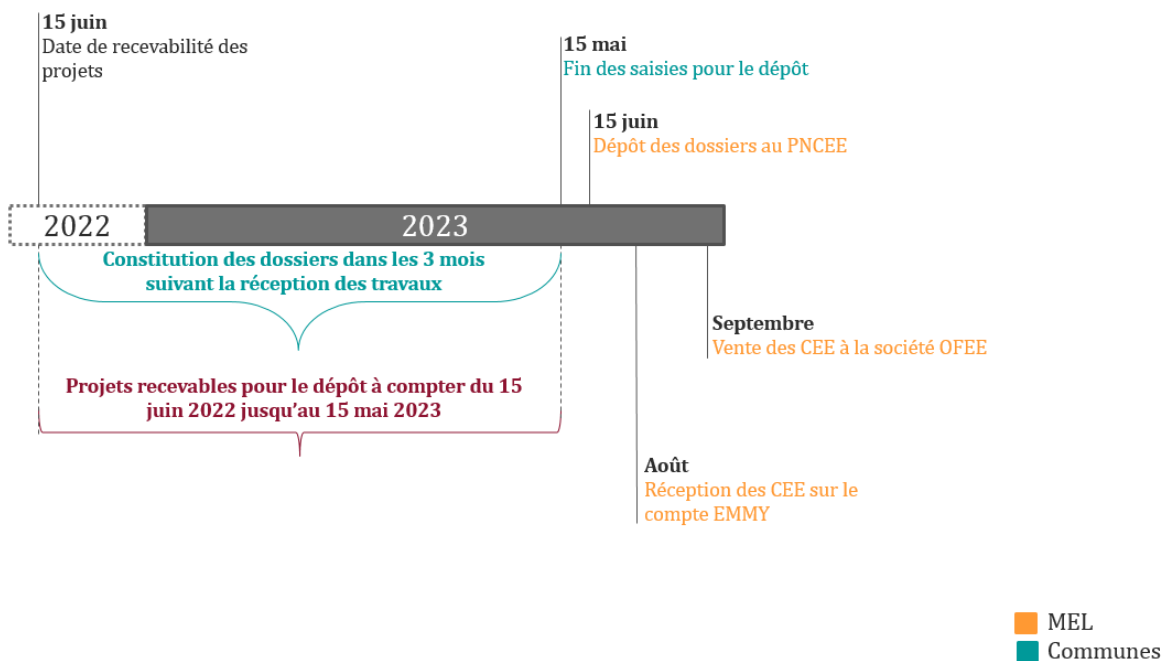 15 juin
Date de recevabilité des
projets
15 mai
Fin des saisies pour le dépôt
15 juin
Dépôt des dossiers au PNCEE
2022
2023
Constitution des dossiers dans les 3 mois
suivant la réception des travaux
Septembre
Vente des CEE à la société OFEE
Projets recevables pour le dépôt à compter du 15
juin 2022 jusqu'au 15 mai 2023
Août
Réception des CEE sur le
compte EMMY
MEL
Communes